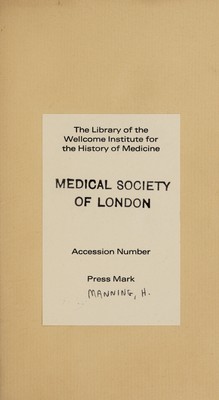 The Library of the
Wellcome Institute for
the History of Medicine
MEDICAL SOCIETY
OF LONDON
Accession Number
Press Mark
MANNING, H.